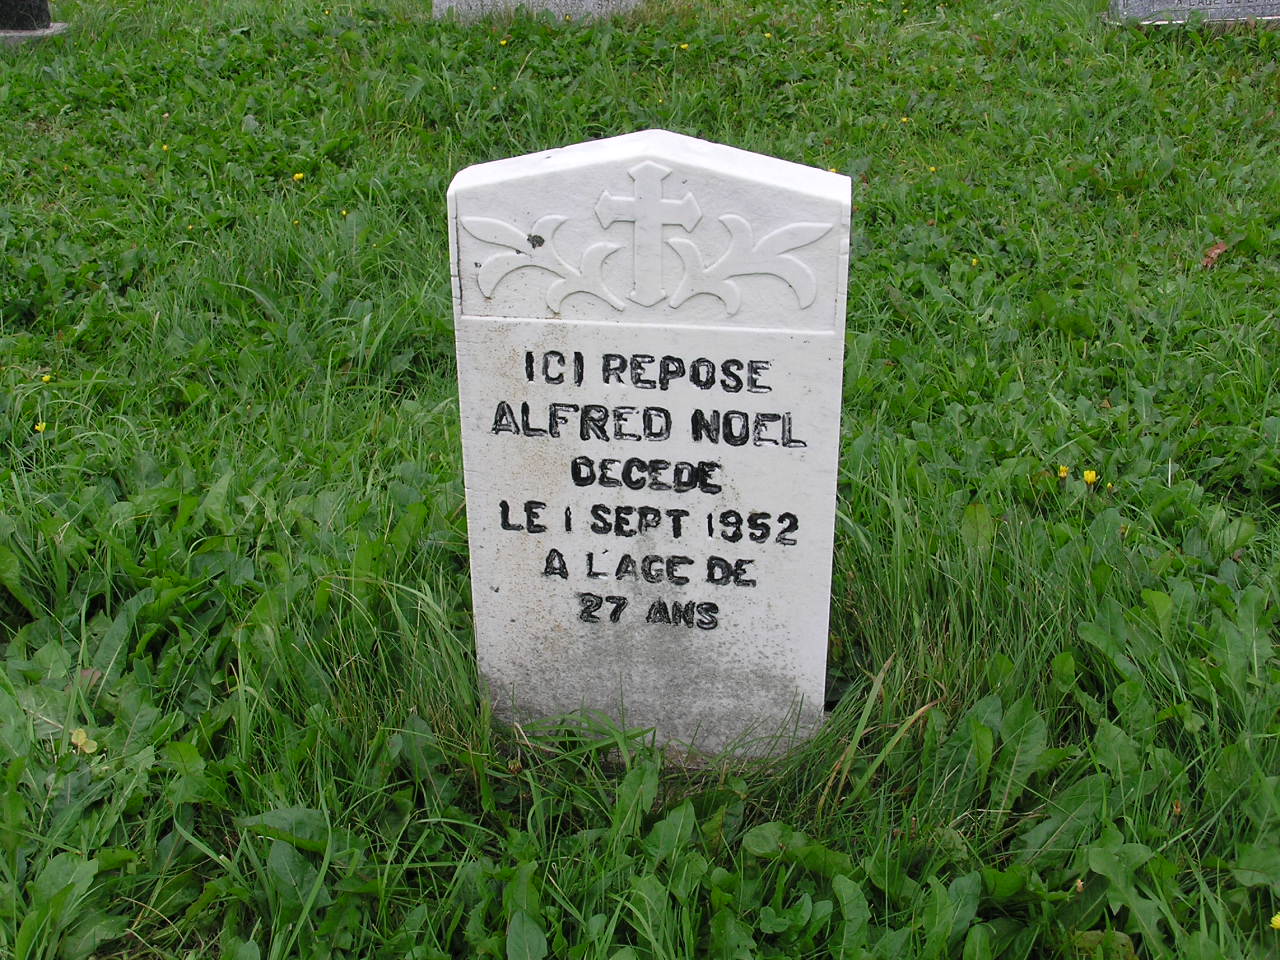 ICI REPOSE
ALFRED NOEL
DECEDE
LE 1 SEPT 1952
A L'AGE DE
27 ANS